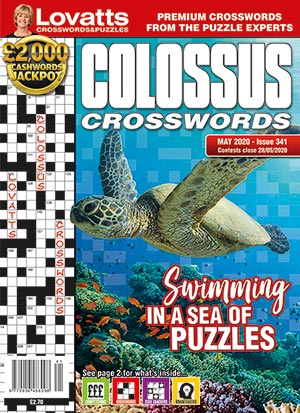 Lovatts
CROSSWORDS&PUZZLES
PREMIUM CROSSWORDS
FROM THE PUZZLE EXPERTS
£2,000
CASHWORDS
JACKPOT
COLOSSUS
CROSSWORDS
MAY 2020 - Issue 341
Contests close 28/05/2020
COLOSSUS
LOVATTS
CROSSWORDS
Swimming
IN A SEA OF
PUZZLES
See page 2 for what's inside...
£2.70